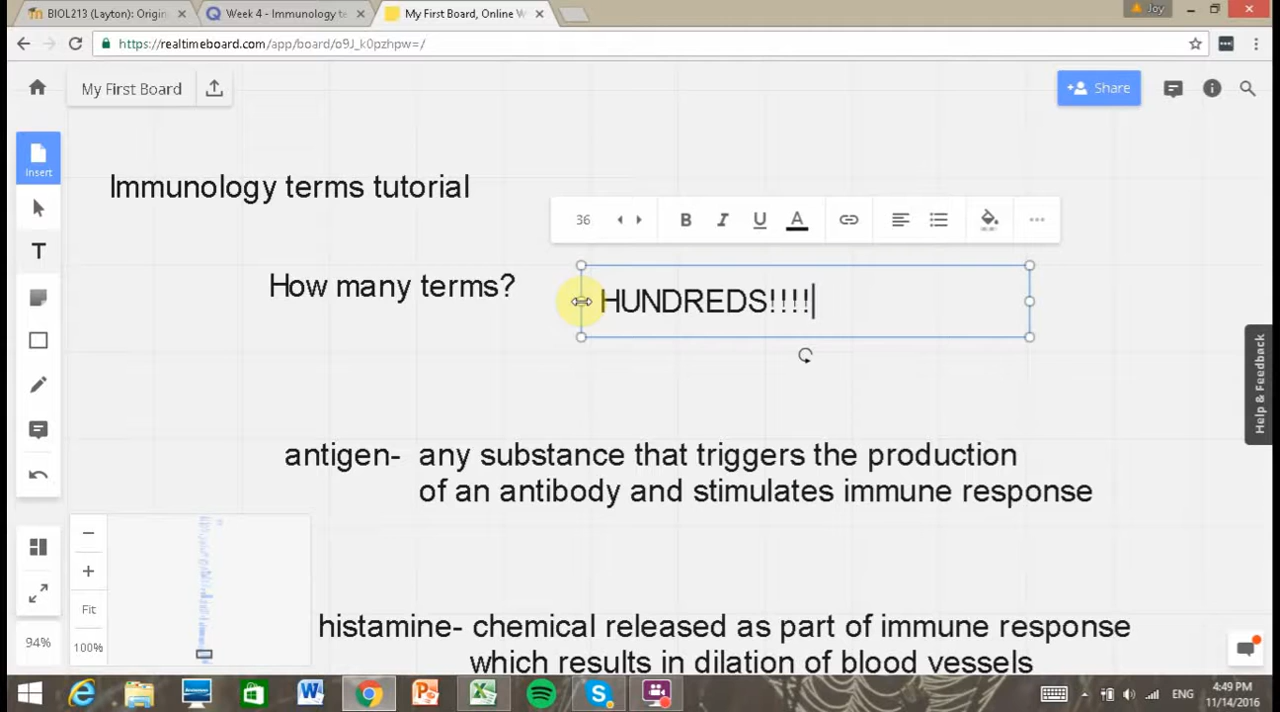 BIOL213 (Layton): Origin
Week 4 - Immunology te
My First Board, Online W
Joy
https://realtimeboard.com/app/board/o9J_k0pzhpw=/
My First Board
Share
Insert
Immunology terms tutorial
36
B I U A
T
How many terms?
HUNDREDS!!!!
Help & Feedback
antigen- any substance that triggers the production
of an antibody and stimulates immune response
Fit
94%
100%
histamine- chemical released as part of immune response
which results in dilation of blood vessels
ENG
4:49 PM
11/14/2016